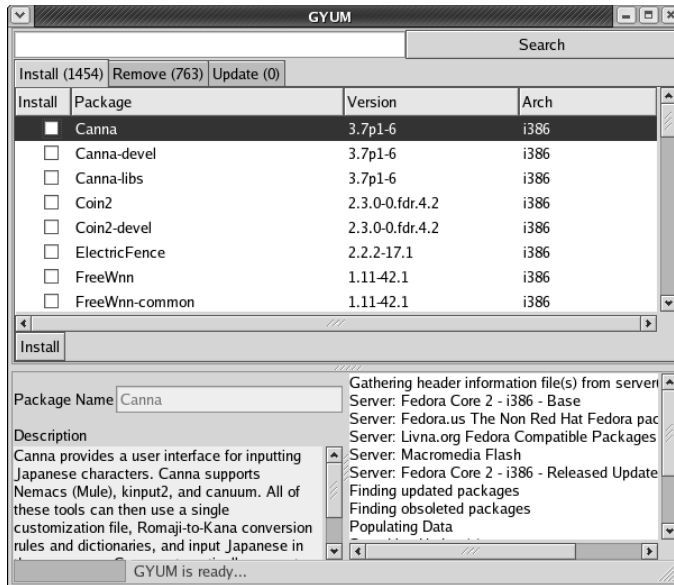 GYUM
Search
Install (1454) Remove (763) Update (0)
Install Package Version Arch
Canna 3.7p1-6 i386
Canna-devel 3.7p1-6 i386
Canna-libs 3.7p1-6 i386
Coin2 2.3.0-0.fdr.4.2 i386
Coin2-devel 2.3.0-0.fdr.4.2 i386
ElectricFence 2.2.2-17.1 i386
FreeWnn 1.11-42.1 i386
FreeWnn-common 1.11-42.1 i386
Install
Package Name Canna
Description
Canna provides a user interface for inputting
Japanese characters. Canna supports
Nemacs (Mule), kinput2, and canuum. All of
these tools can then use a single
customization file, Romaji-to-Kana conversion
rules and dictionaries, and input Japanese in
Gathering header information file(s) from server(
Server: Fedora Core 2 - i386 - Base
Server: Fedora.us The Non Red Hat Fedora pac
Server: Livna.org Fedora Compatible Packages
Server: Macromedia Flash
Server: Fedora Core 2 - i386 - Released Update
Finding updated packages
Finding obsoleted packages
Populating Data
GYUM is ready...